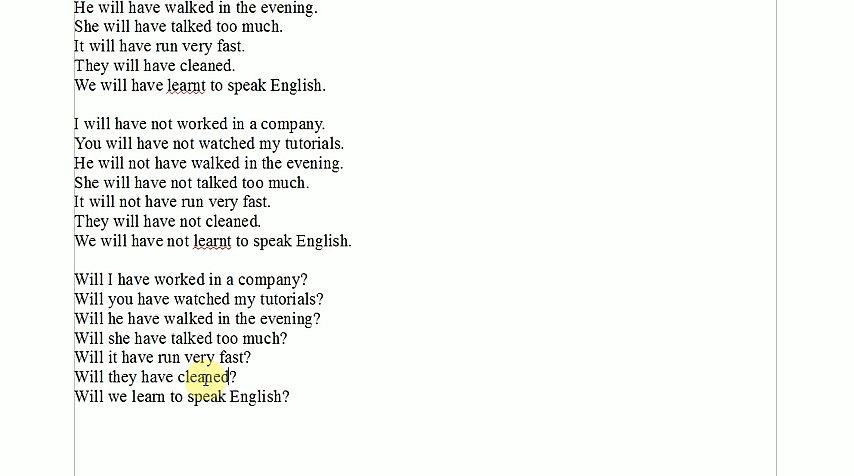 He will have walked in the evening.
She will have talked too much.
It will have run very fast.
They will have cleaned.
We will have learnt to speak English.
I will have not worked in a company.
You will have not watched my tutorials.
He will not have walked in the evening.
She will have not talked too much.
It will not have run very fast.
They will have not cleaned.
We will have not learnt to speak English.
Will I have worked in a company?
Will you have watched my tutorials?
Will he have walked in the evening?
Will she have talked too much?
Will it have run very fast?
Will they have cleaned?
Will we learn to speak English?